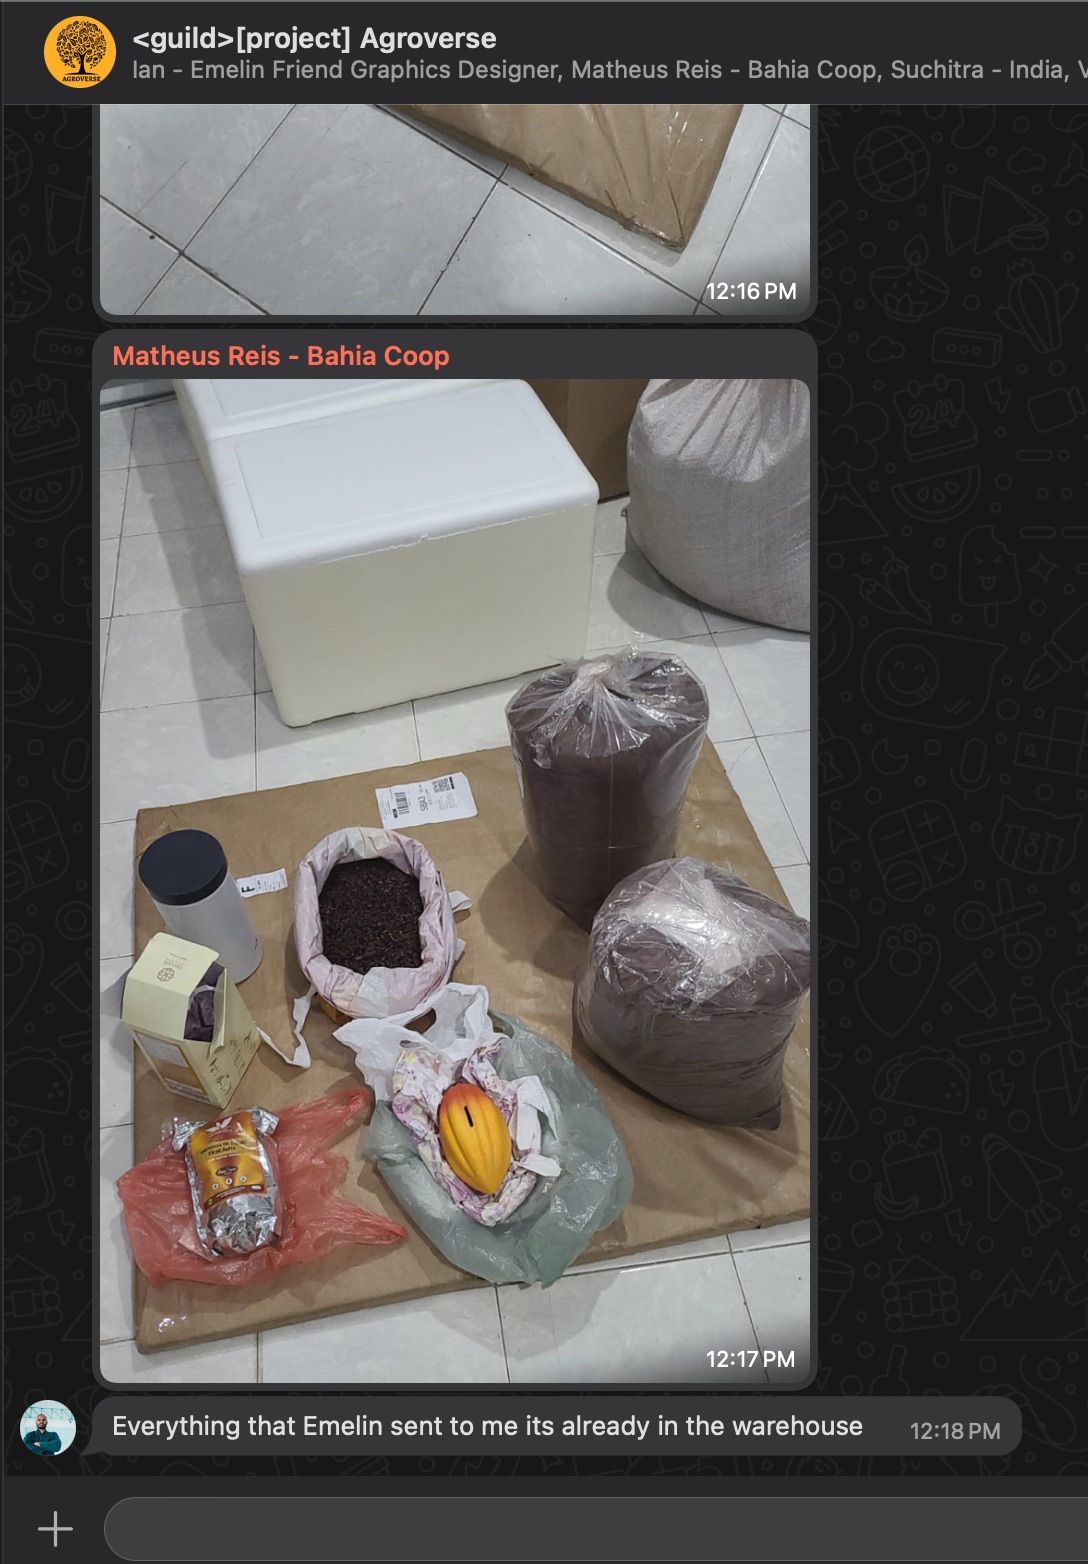 <guild>[project] Agroverse
Ian - Emelin Friend Graphics Designer, Matheus Reis - Bahia Coop, Suchitra - India, V
AGROVERSE
12:16 PM
Matheus Reis - Bahia Coop
F
12:17 PM
Everything that Emelin sent to me its already in the warehouse
12:18 PM